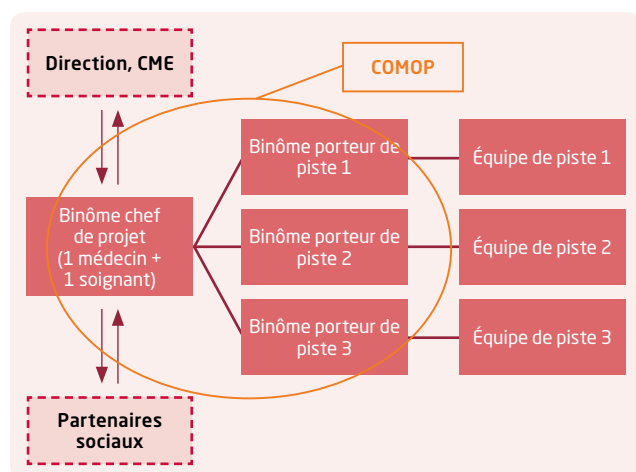 Direction, CME
COMOP
Binôme porteur de
piste 1
Équipe de piste 1
Binôme chef
de projet
(1 médecin +
1 soignant)
Binôme porteur de
piste 2
Équipe de piste 2
Binôme porteur de
piste 3
Équipe de piste 3
Partenaires
sociaux